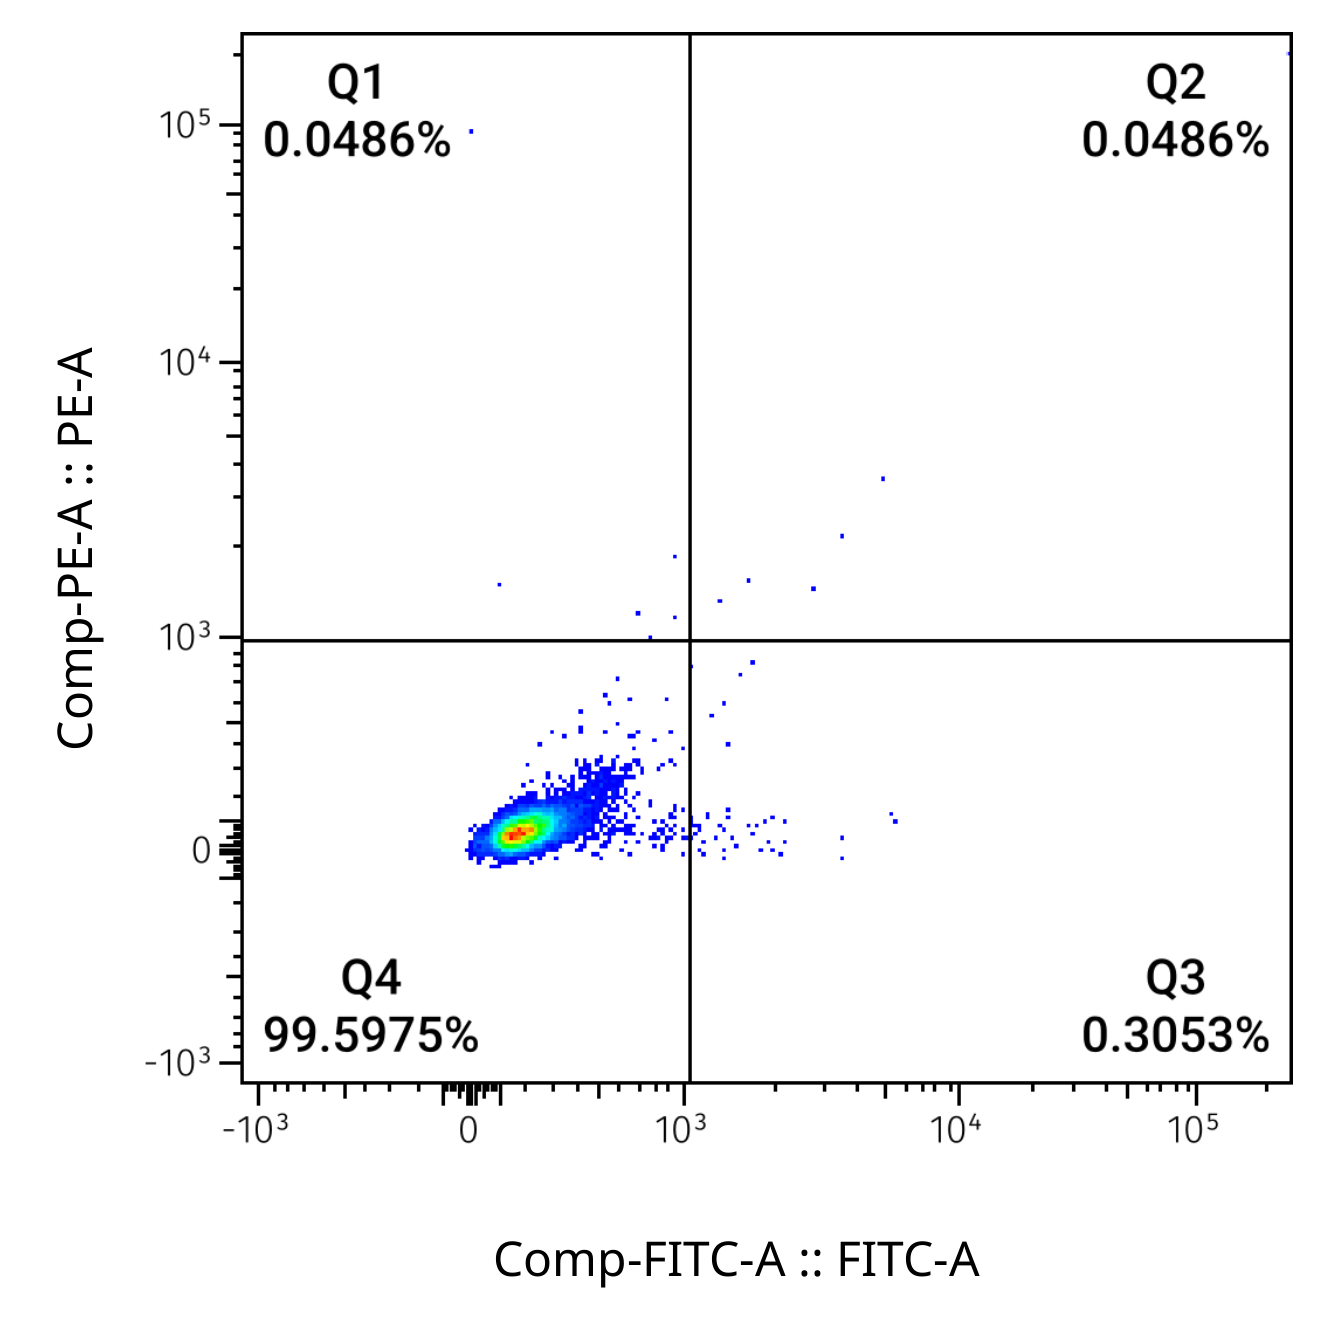 Q1
0.0486%
Q2
0.0486%
10⁵
10⁴
10³
0
-10³
Comp-PE-A :: PE-A
Q4
99.5975%
Q3
0.3053%
-10³ 0 10³ 10⁴ 10⁵
Comp-FITC-A :: FITC-A